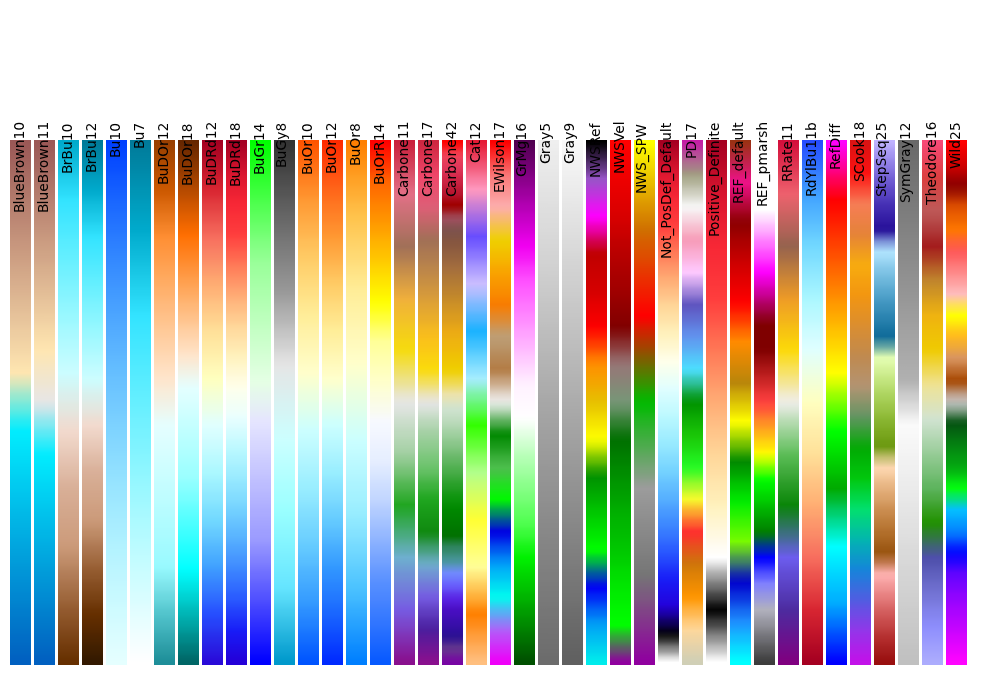 BlueBrown10
BlueBrown11
BrBu10
BrBu12
Bu10
Bu7
BuDOr12
BuDOr18
BuDRd12
BuDRd18
BuGr14
BuGy8
BuOr10
BuOr12
BuOr8
BuOrR14
Carbone11
Carbone17
Carbone42
Cat12
EWilson17
GrMg16
Gray5
Gray9
NWSRef
NWSVel
NWS_SPW
Not_PosDef_Default
PD17
Positive_Definite
REF_default
REF_pmarsh
RRate11
RdYlBu11b
RefDiff
SCook18
StepSeq25
SymGray12
Theodore16
Wild25